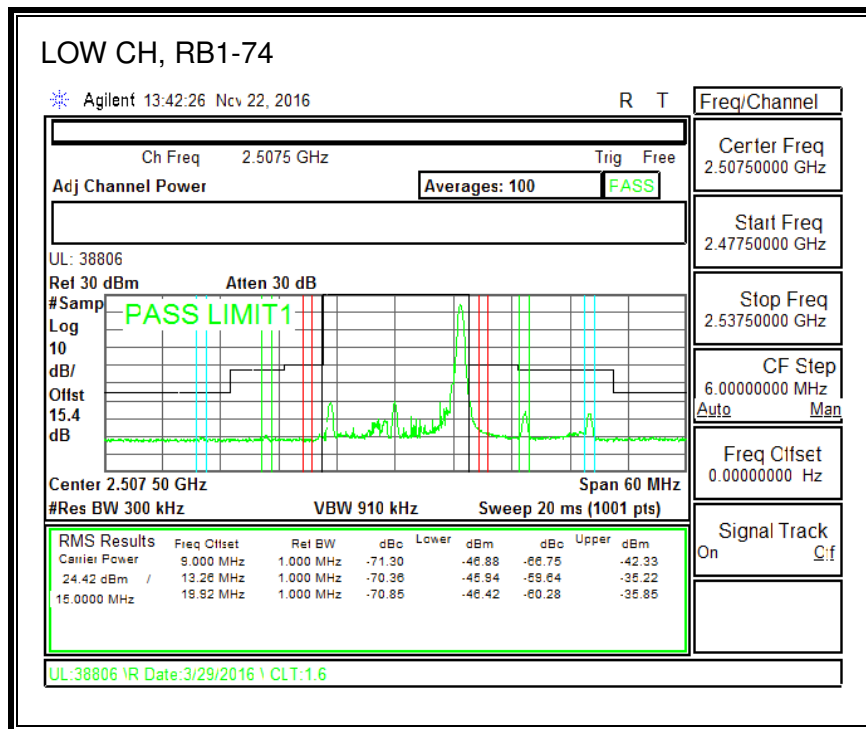 LOW CH, RB1-74
Agilent 13:42:26 Nov 22, 2016 R T
Freq/Channel
Ch Freq 2.5075 GHz Trig Free
Adj Channel Power Averages: 100 PASS
Center Freq
2.50750000 GHz
Start Freq
2.47750000 GHz
Stop Freq
2.53750000 GHz
CF Step
6.00000000 MHz
Auto Man
Freq Offset
0.00000000 Hz
Signal Track
On Off
UL: 38806
Ref 30 dBm Atten 30 dB
#Samp
Log
10
dB/
Offst
15.4
dB
PASS LIMIT1
Center 2.507 50 GHz Span 60 MHz
#Res BW 300 kHz VBW 910 kHz Sweep 20 ms (1001 pts)
RMS Results Freq Offset Ref BW dBc Lower dBm dBc Upper dBm
Carrier Power 9.000 MHz 1.000 MHz -71.30 -46.88 -66.75 -42.33
24.42 dBm / 13.26 MHz 1.000 MHz -70.36 -45.94 -59.64 -35.22
15.0000 MHz 19.92 MHz 1.000 MHz -70.85 -46.42 -60.28 -35.85
UL:38806 \R Date:3/29/2016 \ CLT:1.6